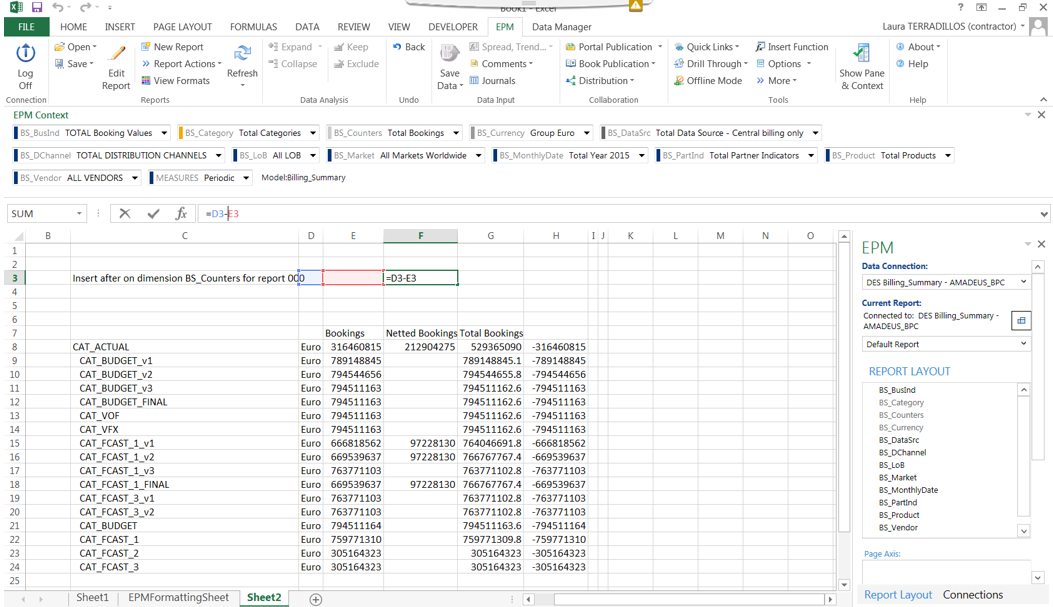 Book1 - Excel
FILE HOME INSERT PAGE LAYOUT FORMULAS DATA REVIEW VIEW DEVELOPER EPM Data Manager Laura TERRADILLOS (contractor)
Open New Report Expand Keep Back Spread, Trend... Portal Publication Quick Links Insert Function About
Save Report Actions Collapse Exclude Comments Book Publication Drill Through Options Help
View Formats Journals Distribution Offline Mode More
Log Off Edit Report Refresh Save Data Show Pane & Context
Connection Reports Data Analysis Undo Data Input Collaboration Tools Help
EPM Context
BS_BusInd TOTAL Booking Values BS_Category Total Categories BS_Counters Total Bookings BS_Currency Group Euro BS_DataSrc Total Data Source - Central billing only
BS_DChannel TOTAL DISTRIBUTION CHANNELS BS_LoB All LOB BS_Market All Markets Worldwide BS_MonthlyDate Total Year 2015 BS_PartInd Total Partner Indicators BS_Product Total Products
BS_Vendor ALL VENDORS MEASURES Periodic Model:Billing_Summary
SUM fx =D3-E3
B C D E F G H I J K L M N O
1
2
3 Insert after on dimension BS_Counters for report 000 =D3-E3
4
5
6
7 Bookings Netted Bookings Total Bookings
8 CAT_ACTUAL Euro 316460815 212904275 529365090 -316460815
9 CAT_BUDGET_v1 Euro 789148845 789148845.1 -789148845
10 CAT_BUDGET_v2 Euro 794544656 794544655.8 -794544656
11 CAT_BUDGET_v3 Euro 794511163 794511162.6 -794511163
12 CAT_BUDGET_FINAL Euro 794511163 794511162.6 -794511163
13 CAT_VOF Euro 794511163 794511162.6 -794511163
14 CAT_VFX Euro 794511163 794511162.6 -794511163
15 CAT_FCAST_1_v1 Euro 666818562 97228130 764046691.8 -666818562
16 CAT_FCAST_1_v2 Euro 669539637 97228130 766767767.4 -669539637
17 CAT_FCAST_1_v3 Euro 763771103 763771102.8 -763771103
18 CAT_FCAST_1_FINAL Euro 669539637 97228130 766767767.4 -669539637
19 CAT_FCAST_3_v1 Euro 763771103 763771102.8 -763771103
20 CAT_FCAST_3_v2 Euro 763771103 763771102.8 -763771103
21 CAT_BUDGET Euro 794511164 794511163.6 -794511164
22 CAT_FCAST_1 Euro 759771310 759771309.8 -759771310
23 CAT_FCAST_2 Euro 305164323 305164323 -305164323
24 CAT_FCAST_3 Euro 305164323 305164323 -305164323
25
Sheet1 EPMFormattingSheet Sheet2
EPM
Data Connection:
DES Billing_Summary - AMADEUS_BPC
Current Report:
Connected to: DES Billing_Summary -
AMADEUS_BPC
Default Report
REPORT LAYOUT
BS_BusInd
BS_Category
BS_Counters
BS_Currency
BS_DataSrc
BS_DChannel
BS_LoB
BS_Market
BS_MonthlyDate
BS_PartInd
BS_Product
BS_Vendor
Page Axis:
Report Layout Connections